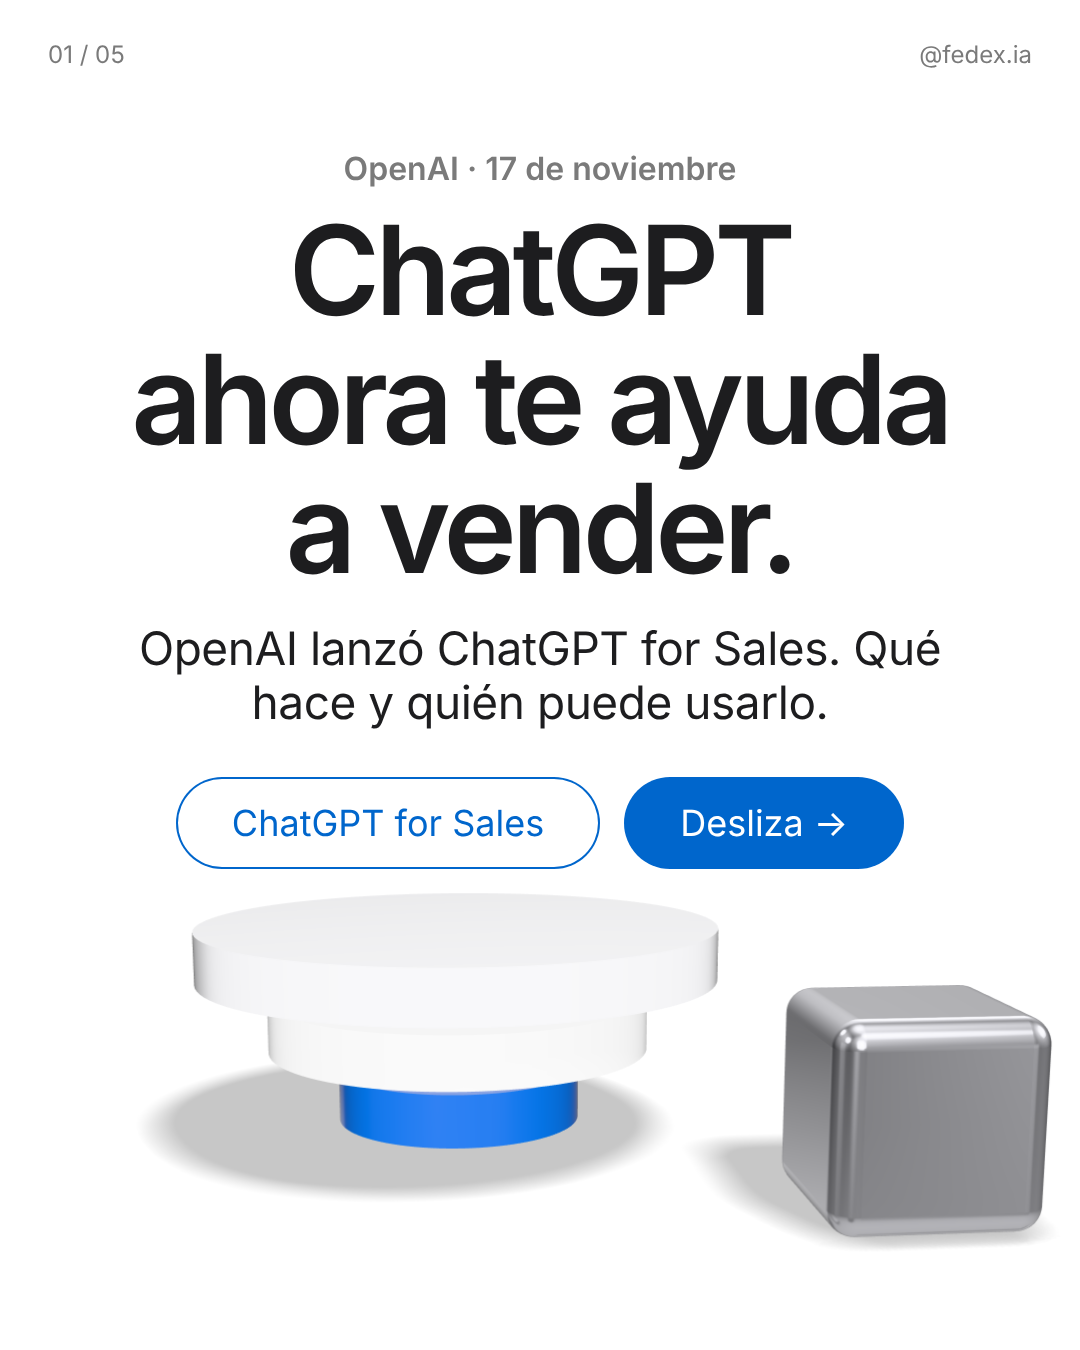 01 / 05
@fedex.ia
OpenAI · 17 de noviembre
ChatGPT
ahora te ayuda
a vender.
OpenAI lanzó ChatGPT for Sales. Qué
hace y quién puede usarlo.
ChatGPT for Sales
Desliza →